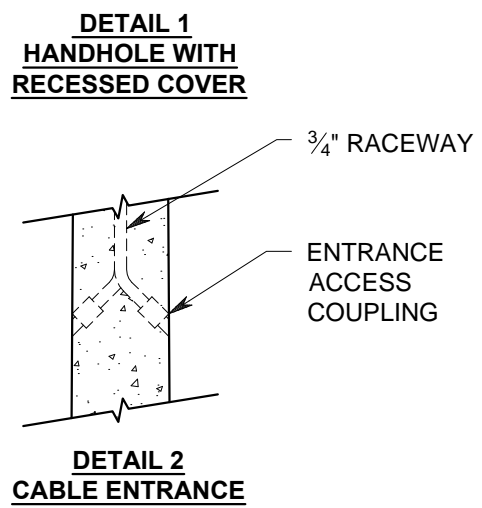 DETAIL 1
HANDHOLE WITH
RECESSED COVER
¾" RACEWAY
ENTRANCE
ACCESS
COUPLING
DETAIL 2
CABLE ENTRANCE